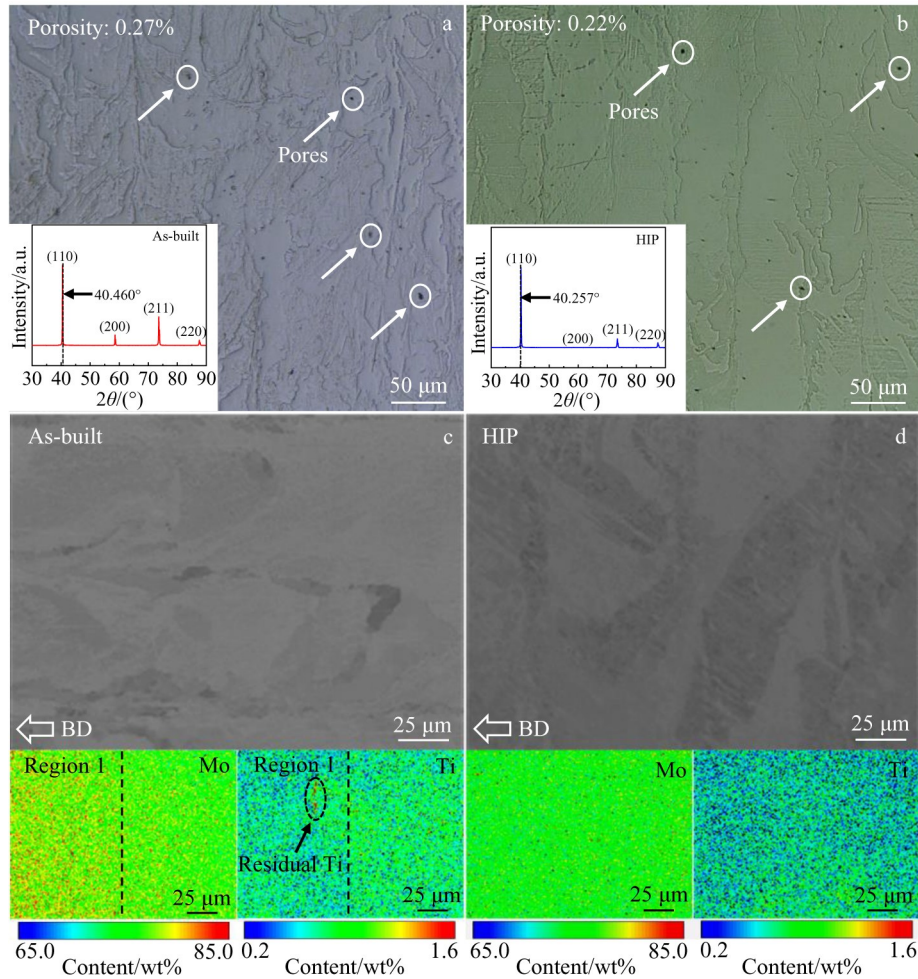 Porosity: 0.27%
a
Pores
As-built
(110)
40.460°
(200)
(211)
(220)
Intensity/a.u.
30 40 50 60 70 80 90
2θ/(°)
50 μm
Porosity: 0.22%
b
Pores
HIP
(110)
40.257°
(200)
(211)
(220)
Intensity/a.u.
30 40 50 60 70 80 90
2θ/(°)
50 μm
As-built
c
BD
25 μm
HIP
d
BD
25 μm
Region 1
Mo
25 μm
Region 1
Ti
Residual Ti
25 μm
Mo
25 μm
Ti
25 μm
65.0 85.0
Content/wt%
0.2 1.6
Content/wt%
65.0 85.0
Content/wt%
0.2 1.6
Content/wt%